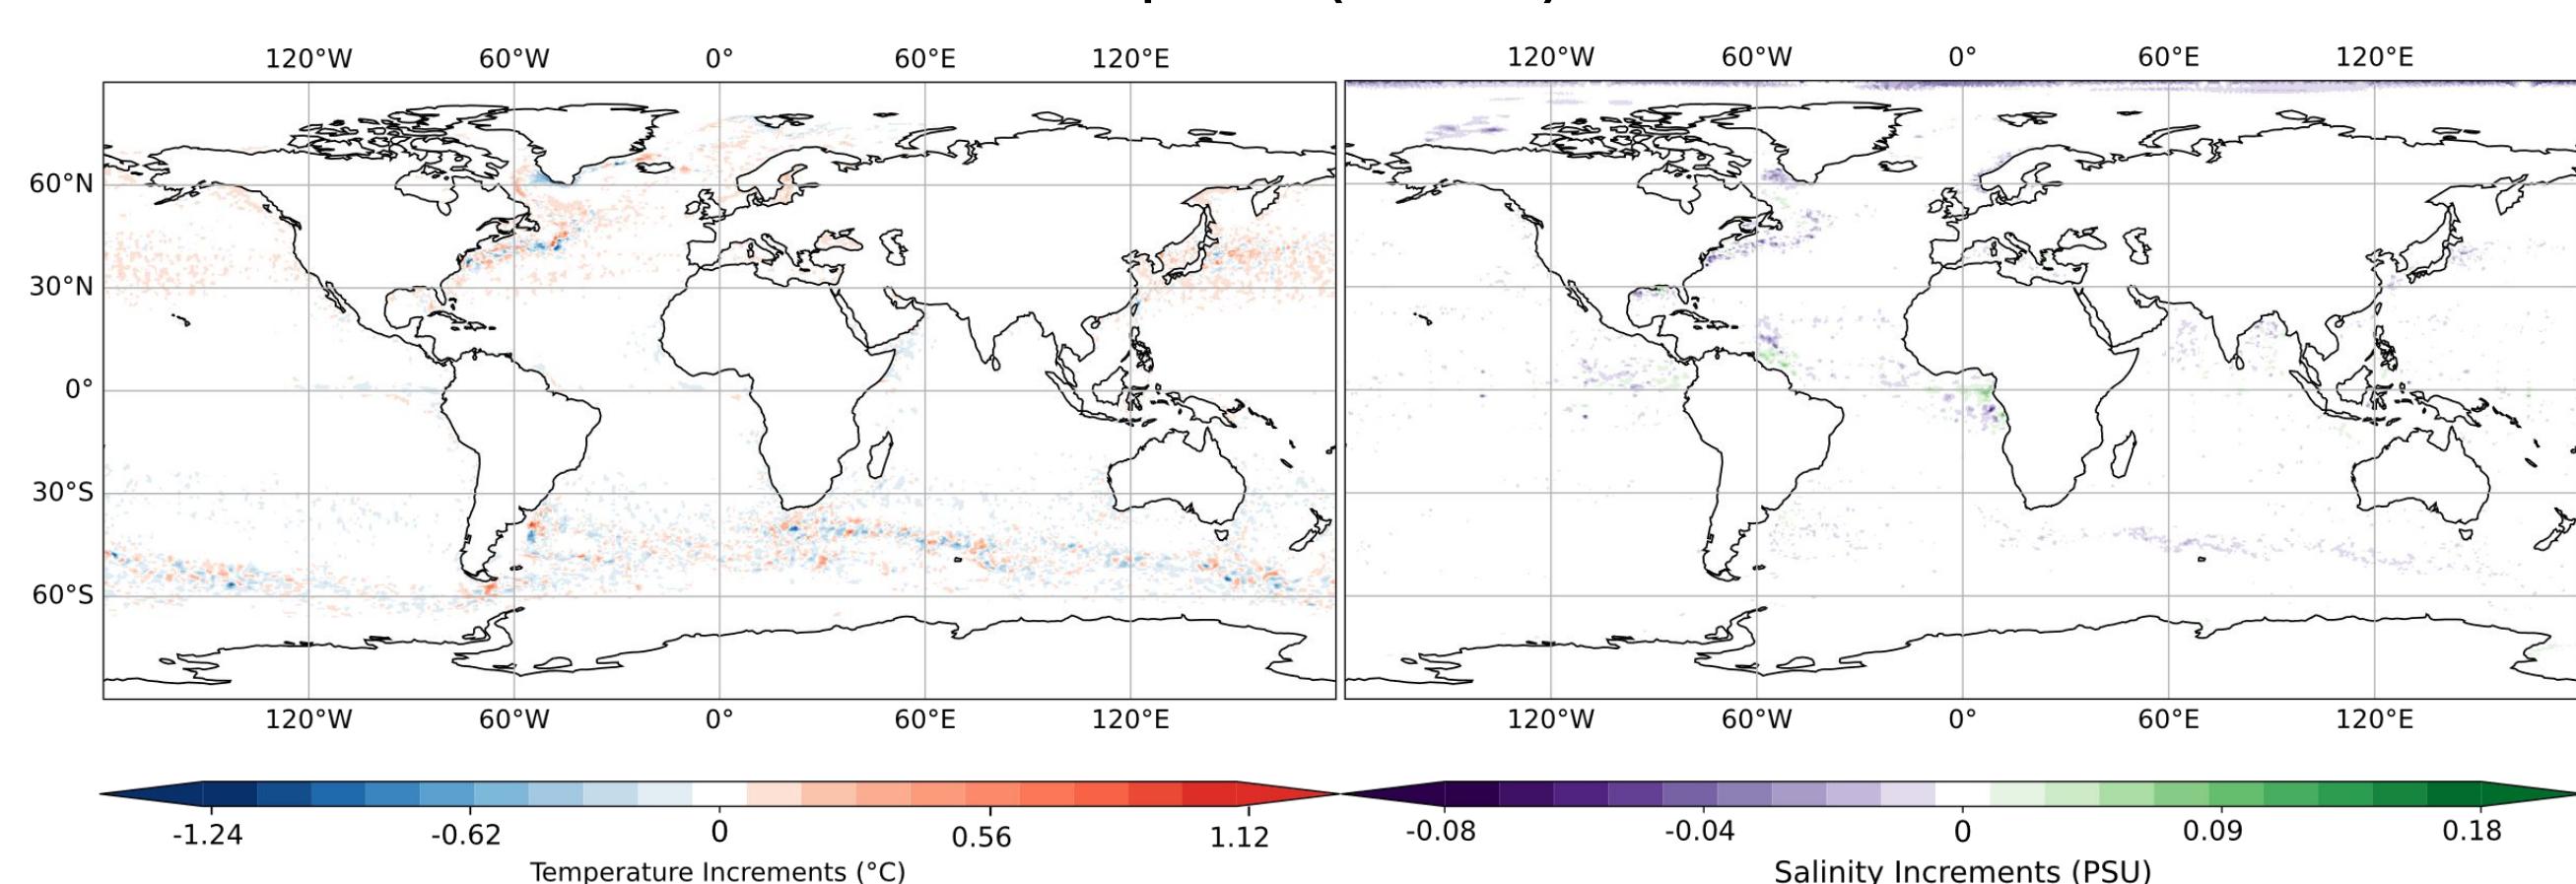 120°W 60°W 0° 60°E 120°E 120°W 60°W 0° 60°E 120°E
60°N
30°N
0°
30°S
60°S
120°W 60°W 0° 60°E 120°E 120°W 60°W 0° 60°E 120°E
-1.24 -0.62 0 0.56 1.12 -0.08 -0.04 0 0.09 0.18
Temperature Increments (°C) Salinity Increments (PSU)